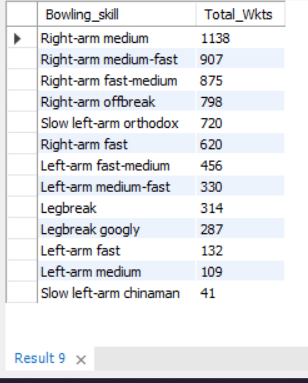 Bowling_skill Total_Wkts
Right-arm medium 1138
Right-arm medium-fast 907
Right-arm fast-medium 875
Right-arm offbreak 798
Slow left-arm orthodox 720
Right-arm fast 620
Left-arm fast-medium 456
Left-arm medium-fast 330
Legbreak 314
Legbreak googly 287
Left-arm fast 132
Left-arm medium 109
Slow left-arm chinaman 41
Result 9 ×